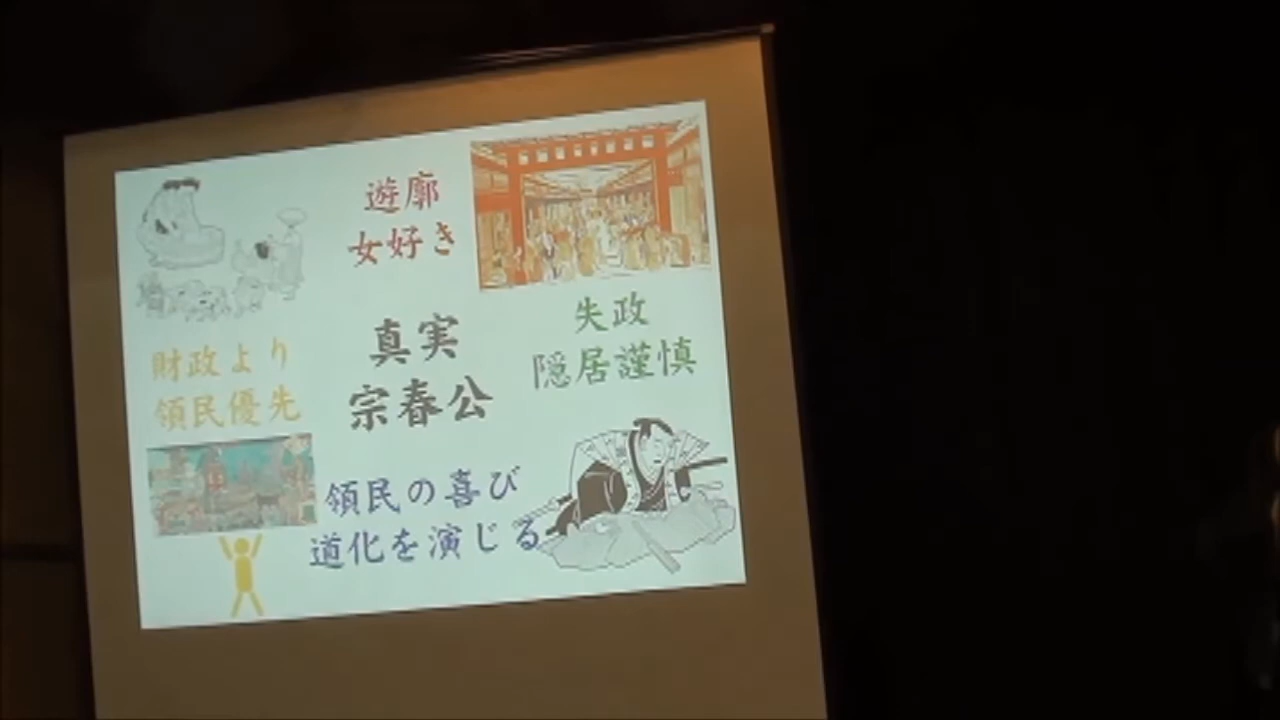 遊廓
女好き
失政
隠居謹慎
真実
宗春公
財政より
領民優先
領民の喜び
道化を演じる